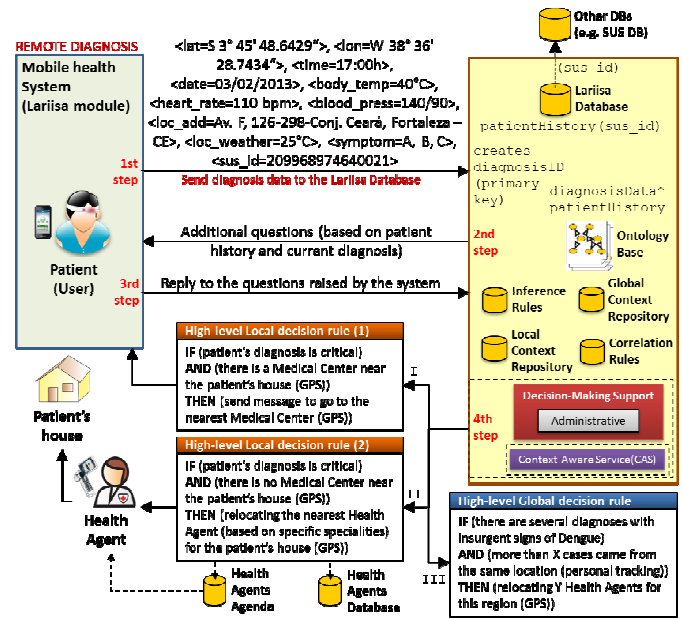 REMOTE DIAGNOSIS
Mobile health
System
(Lariisa module)
<lat=S 3° 45' 48.6429“>, <lon=W 38° 36'
28.7434“>, <time=17:00h>,
<date=03/02/2013>, <body_temp=40°C>,
<heart_rate=110 bpm>, <blood_press=140/90>,
<loc_add=Av. F, 126-298-Conj. Ceará, Fortaleza –
CE>, <loc_weather=25°C>, <symptom=A, B, C>,
<sus_id=209968974640021>
Send diagnosis data to the Lariisa Database
1st
step
Additional questions (based on patient
history and current diagnosis)
2nd
step
Patient
(User)
3rd
step
Reply to the questions raised by the system
Other DBs
(e.g. SUS DB)
(sus_id)
Lariisa
Database
patientHistory(sus_id)
creates
diagnosisID
(primary
key)
diagnosisData^
patientHistory
Ontology
Base
Inference
Rules
Global
Context
Repository
Local
Context
Repository
Correlation
Rules
4th
step
Decision-Making Support
Administrative
Context Aware Service(CAS)
High level Local decision rule (1)
IF (patient's diagnosis is critical)
AND (there is a Medical Center near
the patient's house (GPS))
THEN (send message to go to the
nearest Medical Center (GPS))
I
Patient's
house
High-level Local decision rule (2)
IF (patient's diagnosis is critical)
AND (there is no Medical Center near
the patient's house (GPS))
THEN (relocating the nearest Health
Agent (based on specific specialities)
for the patient's house (GPS))
II
Health
Agent
Health
Agents
Agenda
Health
Agents
Database
III
High-level Global decision rule
IF (there are several diagnoses with
insurgent signs of Dengue)
AND (more than X cases came from
the same location (personal tracking))
THEN (relocating Y Health Agents for
this region (GPS))